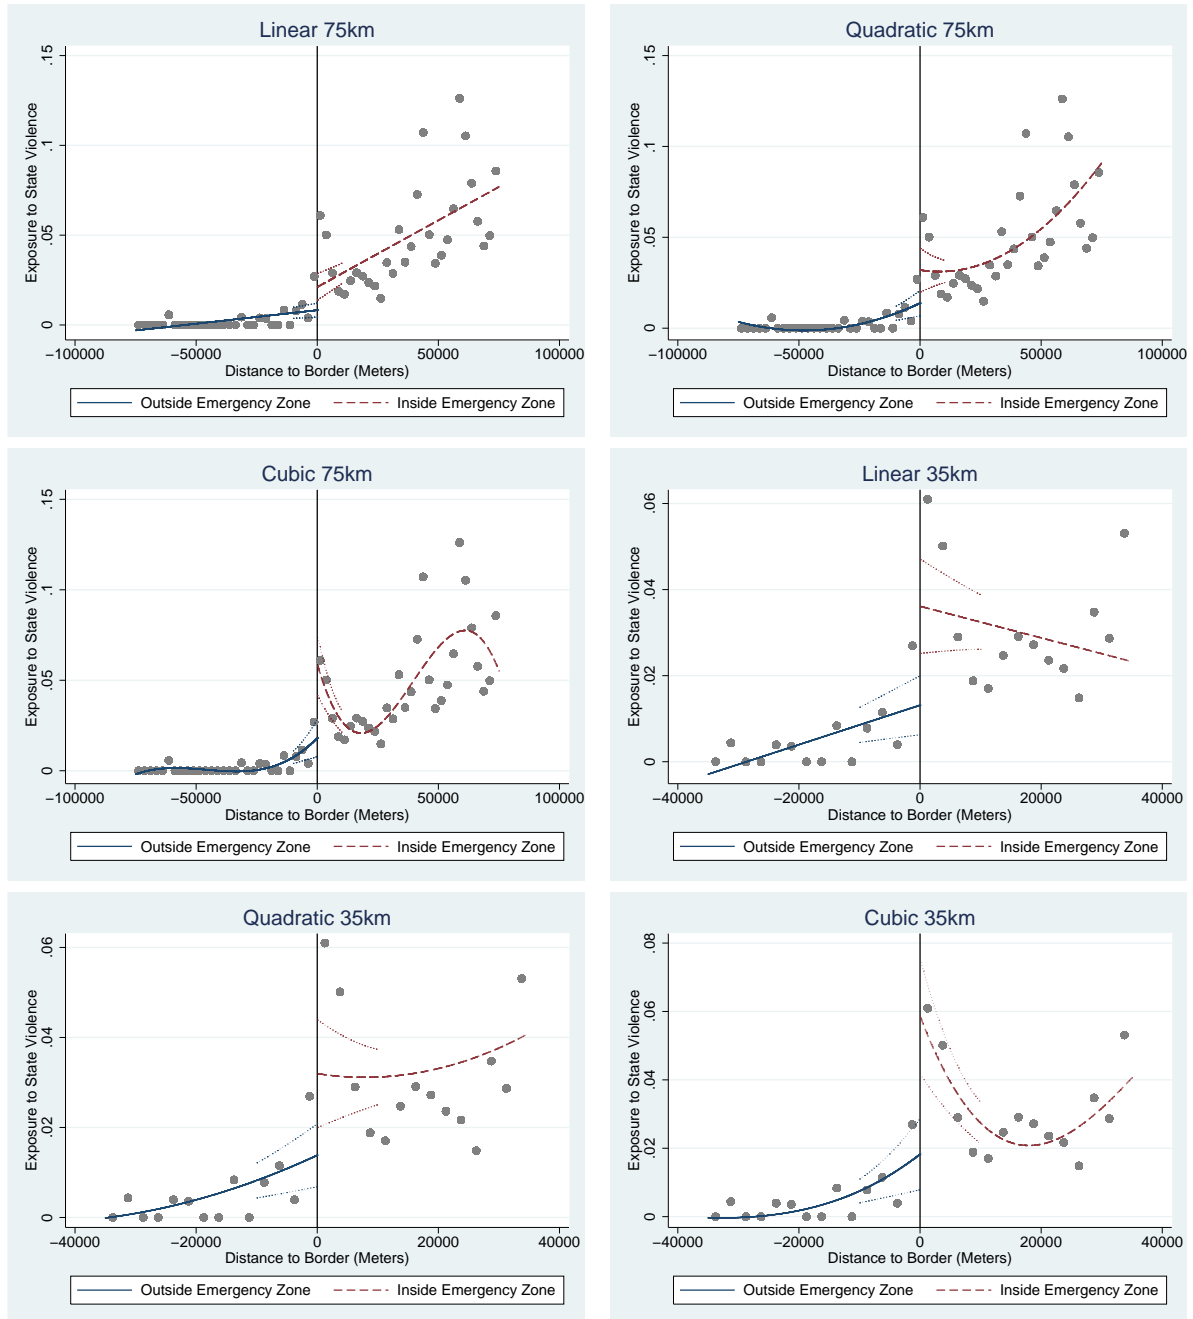 Linear 75km
Exposure to State Violence
.15
.1
.05
0
−100000 −50000 0 50000 100000
Distance to Border (Meters)
Outside Emergency Zone Inside Emergency Zone
Quadratic 75km
Exposure to State Violence
.15
.1
.05
0
−100000 −50000 0 50000 100000
Distance to Border (Meters)
Outside Emergency Zone Inside Emergency Zone
Cubic 75km
Exposure to State Violence
.15
.1
.05
0
−100000 −50000 0 50000 100000
Distance to Border (Meters)
Outside Emergency Zone Inside Emergency Zone
Linear 35km
Exposure to State Violence
.06
.04
.02
0
−40000 −20000 0 20000 40000
Distance to Border (Meters)
Outside Emergency Zone Inside Emergency Zone
Quadratic 35km
Exposure to State Violence
.06
.04
.02
0
−40000 −20000 0 20000 40000
Distance to Border (Meters)
Outside Emergency Zone Inside Emergency Zone
Cubic 35km
Exposure to State Violence
.08
.06
.04
.02
0
−40000 −20000 0 20000 40000
Distance to Border (Meters)
Outside Emergency Zone Inside Emergency Zone